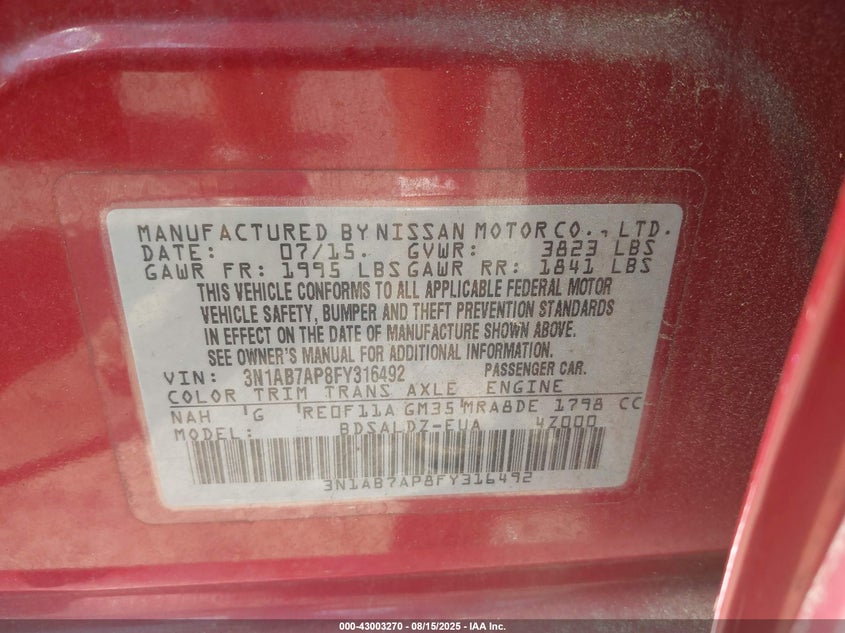 MANUFACTURED BY NISSAN MOTOR CO., LTD.
DATE: 07/15 GVWR: 3823 LBS
GAWR FR: 1995 LBS GAWR RR: 1841 LBS
THIS VEHICLE CONFORMS TO ALL APPLICABLE FEDERAL MOTOR
VEHICLE SAFETY, BUMPER AND THEFT PREVENTION STANDARDS
IN EFFECT ON THE DATE OF MANUFACTURE SHOWN ABOVE.
SEE OWNER'S MANUAL FOR ADDITIONAL INFORMATION.
VIN: 3N1AB7AP8FY316492 PASSENGER CAR
COLOR TRIM TRANS AXLE ENGINE
NAH G RE0F11A GM35 MRA8DE 1798 CC
MODEL: BDSALDZ-EUA 4Z000
3N1AB7AP8FY316492
000-43003270 - 08/15/2025 - IAA Inc.